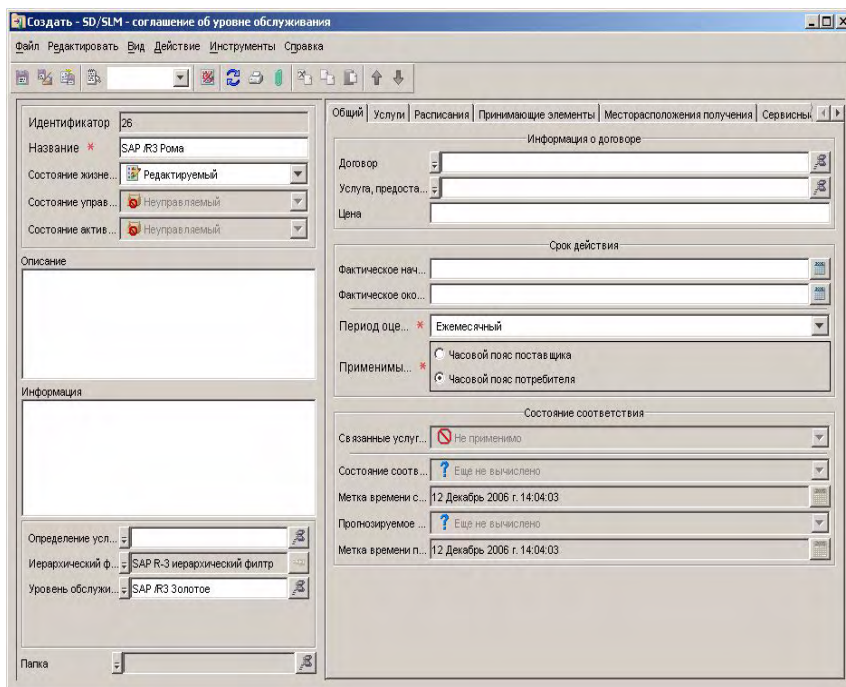 Создать - SD/SLM - соглашение об уровне обслуживания
Файл Редактировать Вид Действие Инструменты Справка
Идентификатор 26
Название * SAP /R3 Рома
Состояние жизне... Редактируемый
Состояние управ... Неуправляемый
Состояние актив... Неуправляемый
Описание
Информация
Определение усл...
Иерархический ф... SAP R-3 иерархический филтр
Уровень обслужи... SAP /R3 Золотое
Папка
Общий Услуги Расписания Принимающие элементы Месторасположения получения Сервисны
Информация о договоре
Договор
Услуга, предоста...
Цена
Срок действия
Фактическое нач...
Фактическое око...
Период оце... * Ежемесячный
Применимы... *
Часовой пояс поставщика
Часовой пояс потребителя
Состояние соответствия
Связанные услуг... Не применимо
Состояние соотв... Еще не вычислено
Метка времени с... 12 Декабрь 2006 г. 14:04:03
Прогнозируемое ... Еще не вычислено
Метка времени п... 12 Декабрь 2006 г. 14:04:03